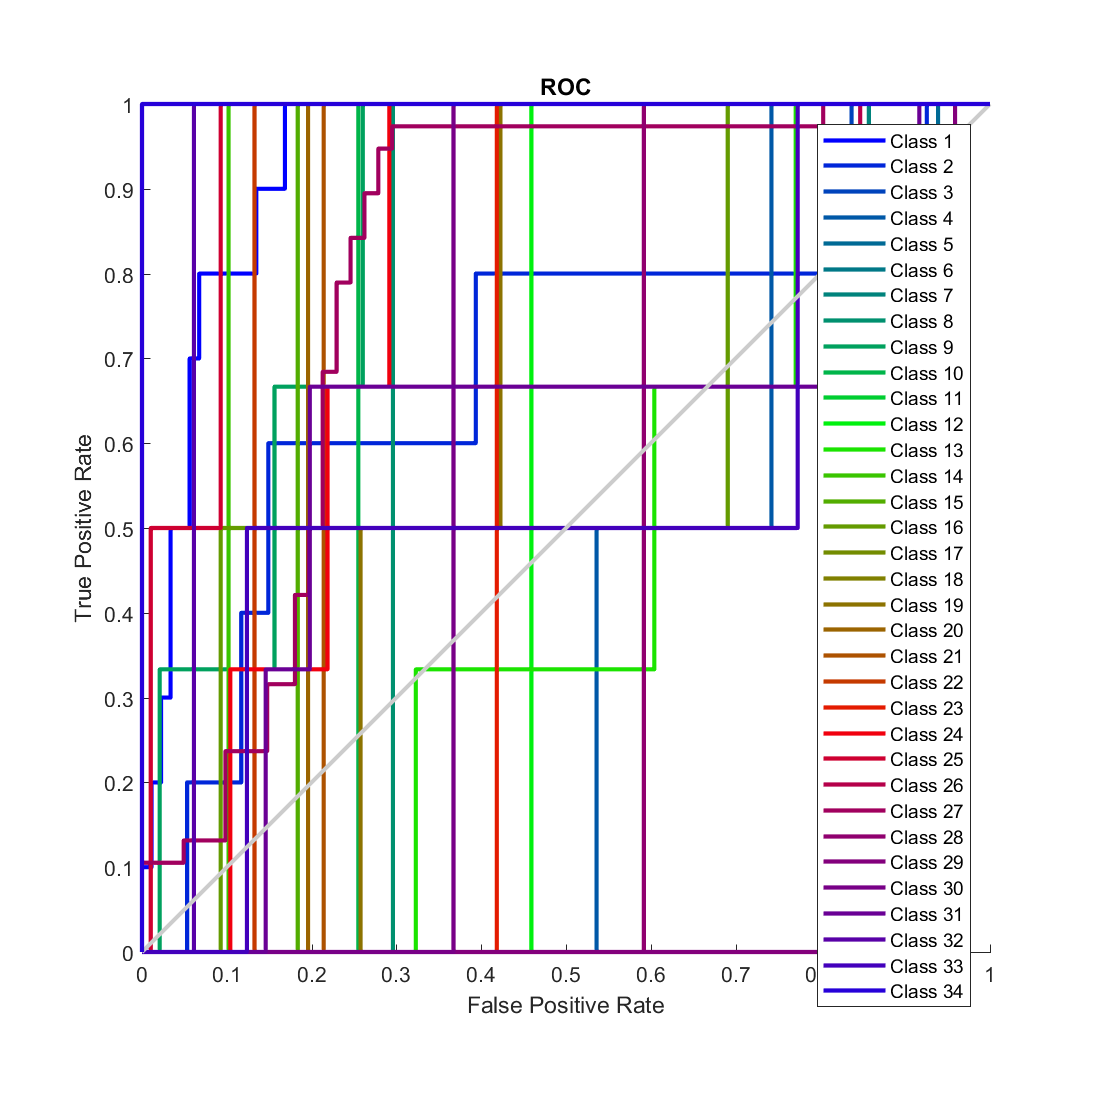 ROC
1
0.9
0.8
0.7
0.6
0.5
0.4
0.3
0.2
0.1
0
True Positive Rate
0 0.1 0.2 0.3 0.4 0.5 0.6 0.7 1
False Positive Rate
Class 1
Class 2
Class 3
Class 4
Class 5
Class 6
Class 7
Class 8
Class 9
Class 10
Class 11
Class 12
Class 13
Class 14
Class 15
Class 16
Class 17
Class 18
Class 19
Class 20
Class 21
Class 22
Class 23
Class 24
Class 25
Class 26
Class 27
Class 28
Class 29
Class 30
Class 31
Class 32
Class 33
Class 34